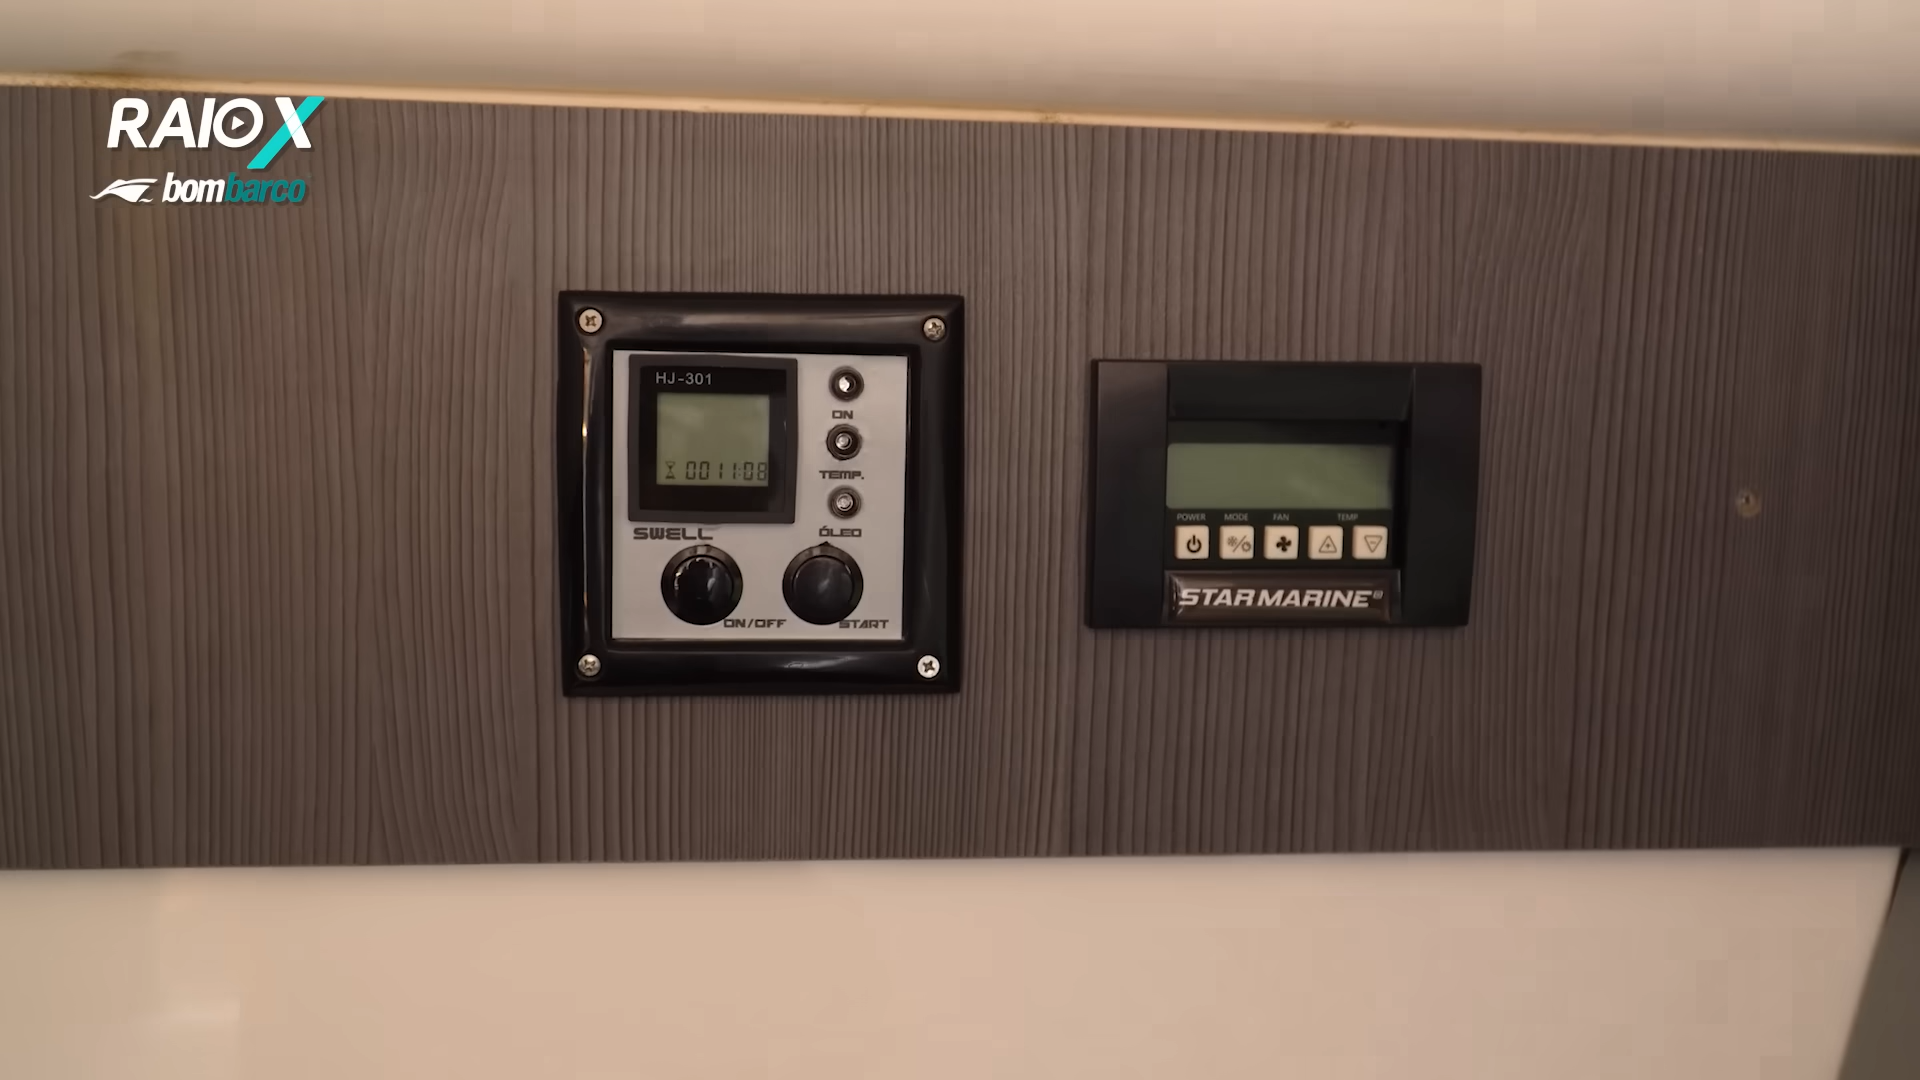 RAIO X
bombarco
HJ-301
0011:08
ON
TEMP.
ÓLEO
SWELL
ON/OFF
START
POWER MODE FAN TEMP
STAR MARINE®